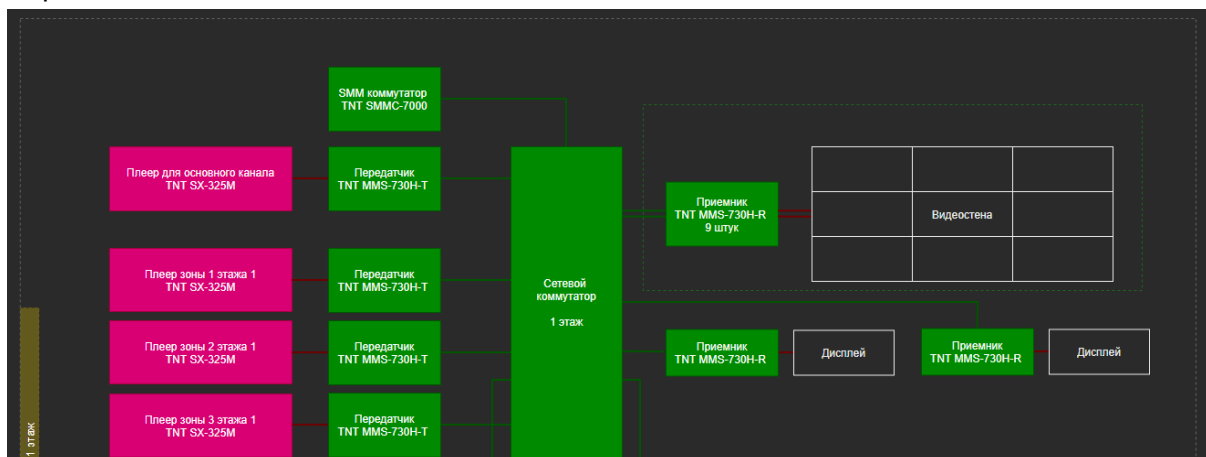 SMM коммутатор
TNT SMMC-7000
Плеер для основного канала
TNT SX-325M
Передатчик
TNT MMS-730H-T
Приемник
TNT MMS-730H-R
9 штук
Видеостена
Плеер зоны 1 этажа 1
TNT SX-325M
Передатчик
TNT MMS-730H-T
Сетевой
коммутатор
1 этаж
Плеер зоны 2 этажа 1
TNT SX-325M
Передатчик
TNT MMS-730H-T
Приемник
TNT MMS-730H-R
Дисплей
Приемник
TNT MMS-730H-R
Дисплей
Плеер зоны 3 этажа 1
TNT SX-325M
Передатчик
TNT MMS-730H-T
1 этаж